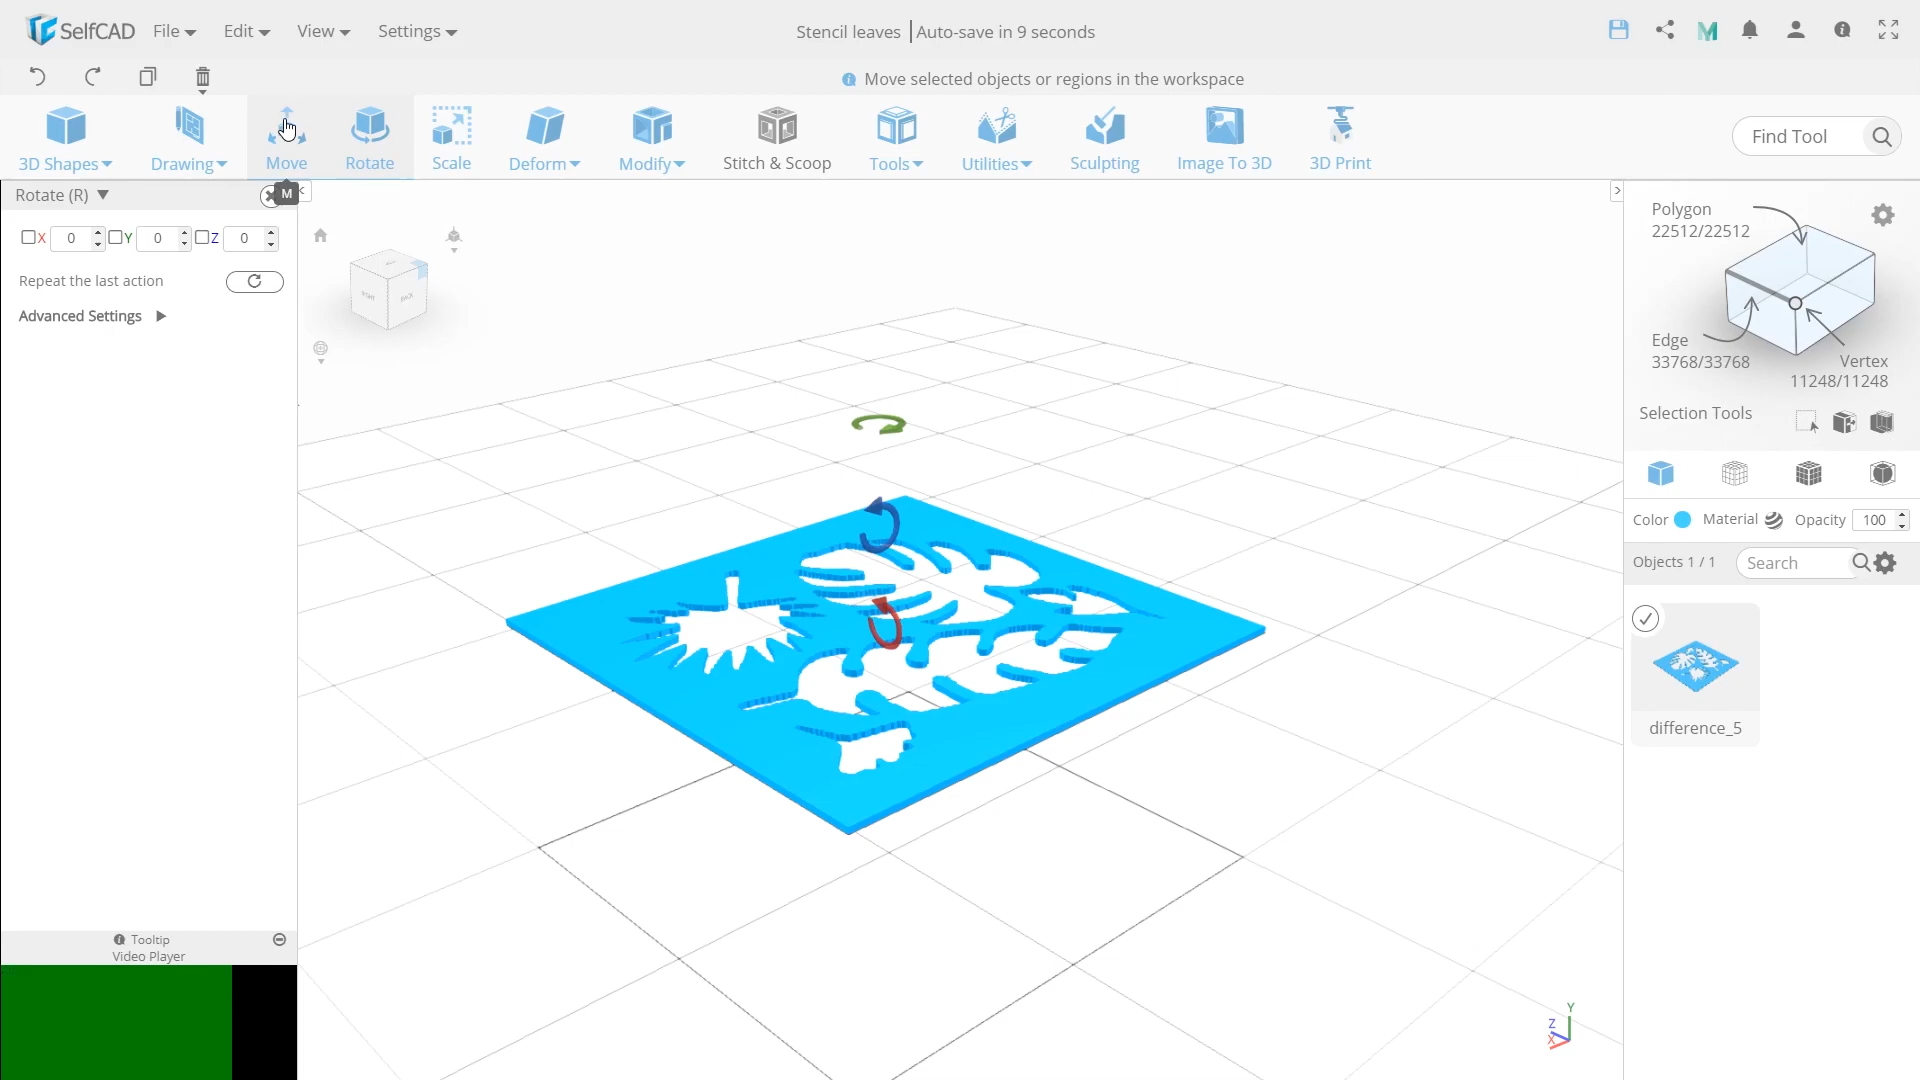 SelfCAD File Edit View Settings Stencil leaves Auto-save in 9 seconds
Move selected objects or regions in the workspace
3D Shapes Drawing Move Rotate Scale Deform Modify Stitch & Scoop Tools Utilities Sculpting Image To 3D 3D Print Find Tool
M
Rotate (R)
X 0 Y 0 Z 0
Repeat the last action
Advanced Settings
RIGHT BACK
Tooltip
Video Player
Y
Z
X
Polygon
22512/22512
Edge
33768/33768
Vertex
11248/11248
Selection Tools
Color Material Opacity 100
Objects 1 / 1 Search
difference_5